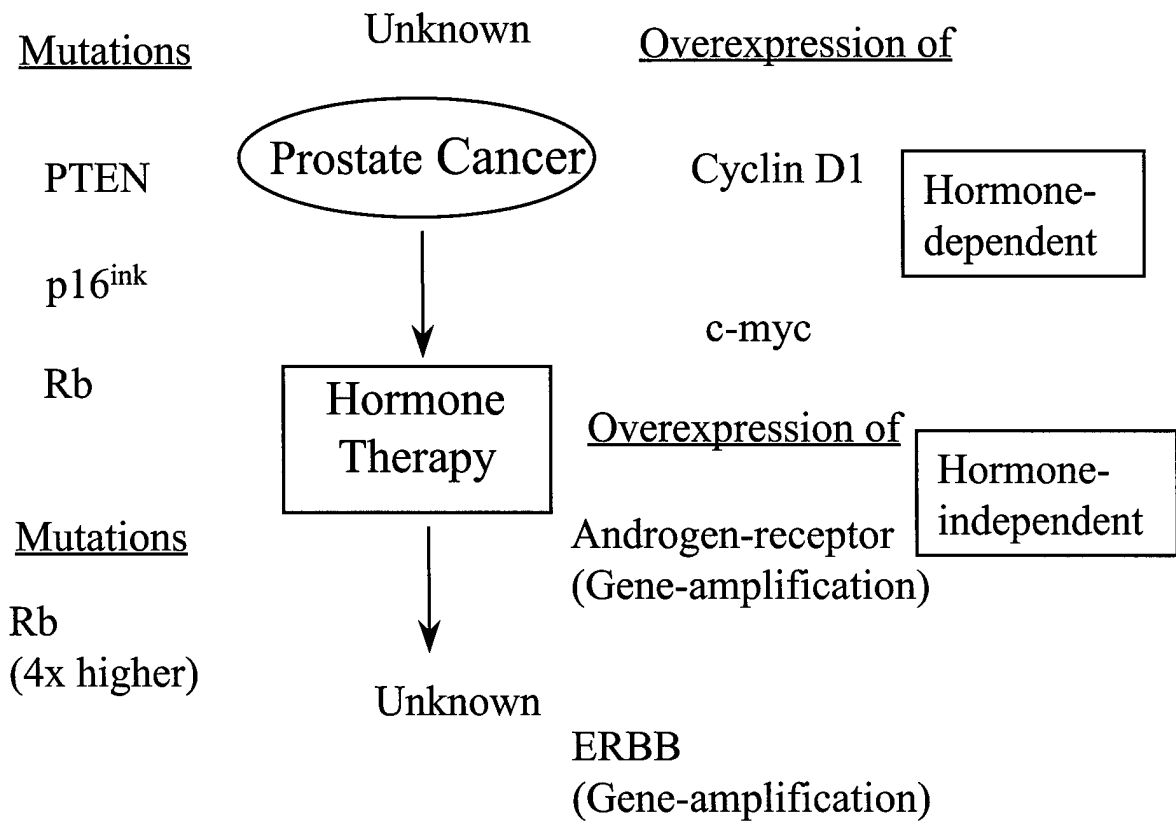 Unknown
Mutations
Overexpression of
Prostate Cancer
PTEN
Cyclin D1
Hormone-
dependent
p16ink
c-myc
Rb
Hormone
Therapy
Overexpression of
Hormone-
independent
Mutations
Androgen-receptor
(Gene-amplification)
Rb
(4x higher)
Unknown
ERBB
(Gene-amplification)